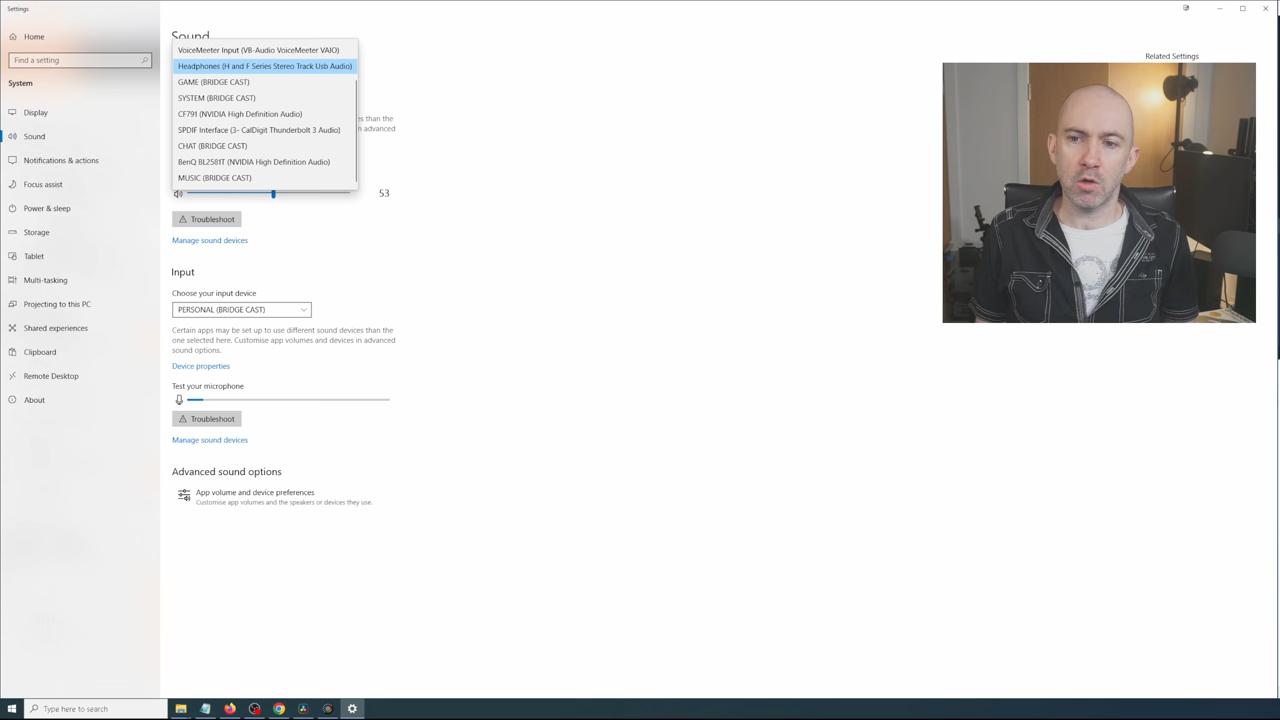 Settings
Home
Find a setting
System
Display
Sound
Notifications & actions
Focus assist
Power & sleep
Storage
Tablet
Multi-tasking
Projecting to this PC
Shared experiences
Clipboard
Remote Desktop
About
Sound
VoiceMeeter Input (VB-Audio VoiceMeeter VAIO)
Headphones (H and F Series Stereo Track Usb Audio)
GAME (BRIDGE CAST)
SYSTEM (BRIDGE CAST)
CF791 (NVIDIA High Definition Audio)
SPDIF Interface (3- CalDigit Thunderbolt 3 Audio)
CHAT (BRIDGE CAST)
BenQ BL2581T (NVIDIA High Definition Audio)
MUSIC (BRIDGE CAST)
es than the
n advanced
53
Troubleshoot
Manage sound devices
Input
Choose your input device
PERSONAL (BRIDGE CAST)
Certain apps may be set up to use different sound devices than the
one selected here. Customise app volumes and devices in advanced
sound options.
Device properties
Test your microphone
Troubleshoot
Manage sound devices
Advanced sound options
App volume and device preferences
Customise app volumes and the speakers or devices they use.
Related Settings
Type here to search